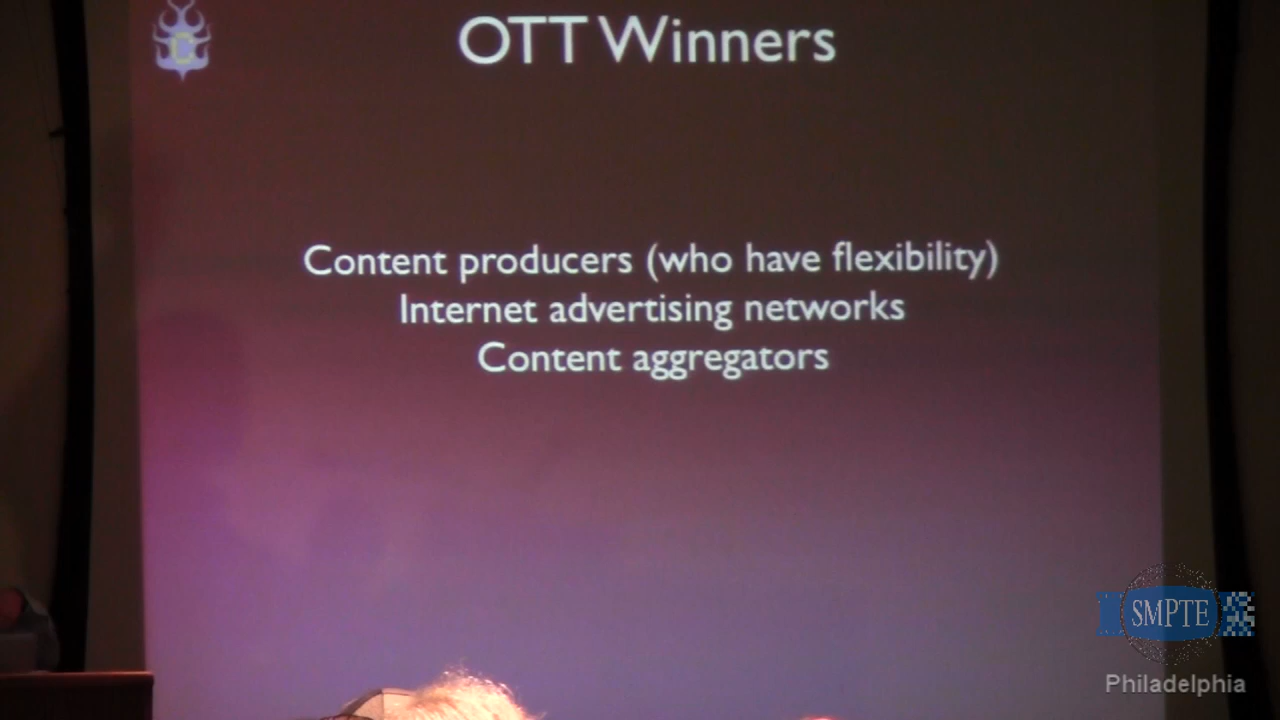 OTT Winners
Content producers (who have flexibility)
Internet advertising networks
Content aggregators
SMPTE
Philadelphia